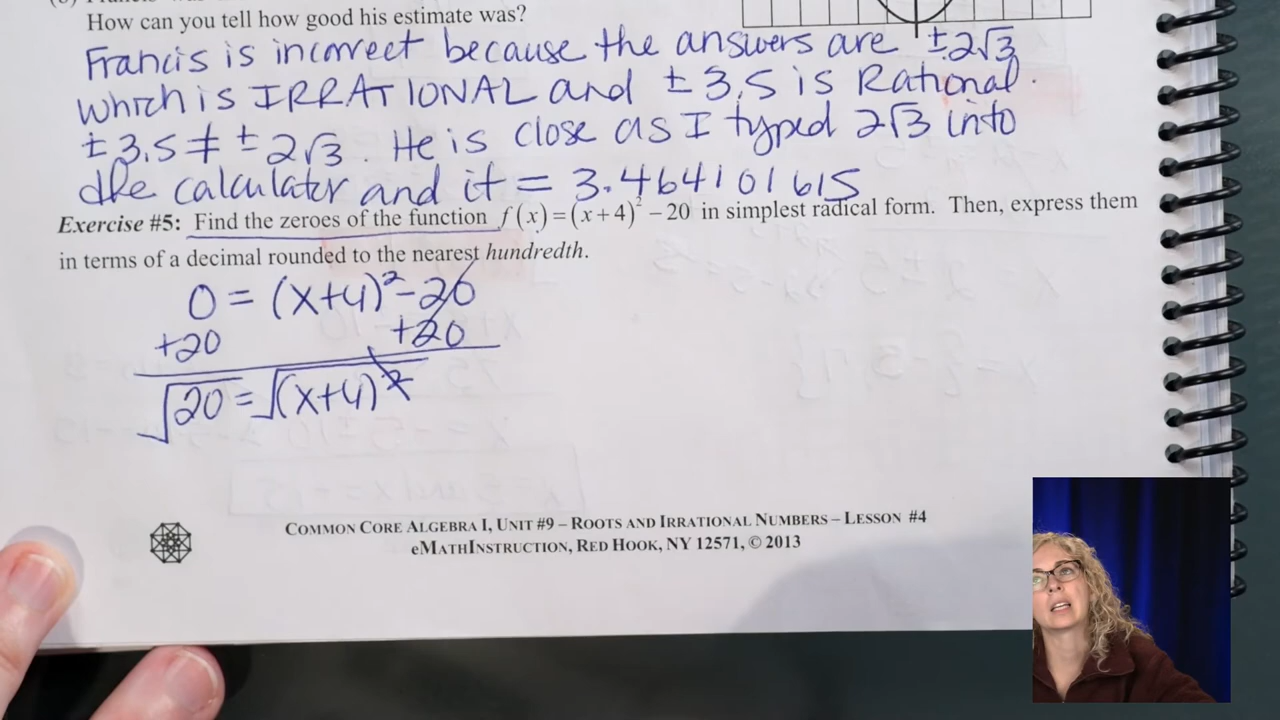 How can you tell how good his estimate was?
Francis is incorrect because the answers are ±2√3
which is IRRATIONAL and ±3.5 is Rational.
±3.5 ≠ ±2√3. He is close as I typed 2√3 into
the calculater and it = 3.464101615
Exercise #5: Find the zeroes of the function f(x)=(x+4)²−20 in simplest radical form. Then, express them
in terms of a decimal rounded to the nearest hundredth.
0 = (x+4)²-20
+20 +20
√20 = √(x+4)²
COMMON CORE ALGEBRA I, UNIT #9 – ROOTS AND IRRATIONAL NUMBERS – LESSON #4
eMATHINSTRUCTION, RED HOOK, NY 12571, © 2013